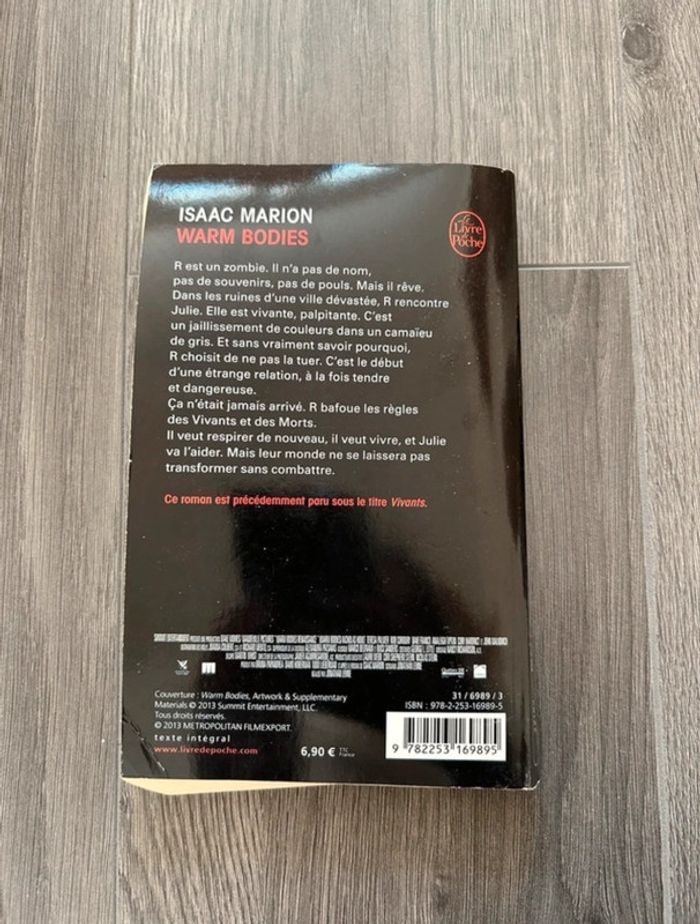 ISAAC MARION
WARM BODIES
Le
Livre
de
Poche
R est un zombie. Il n'a pas de nom,
pas de souvenirs, pas de pouls. Mais il rêve.
Dans les ruines d'une ville dévastée, R rencontre
Julie. Elle est vivante, palpitante. C'est
un jaillissement de couleurs dans un camaïeu
de gris. Et sans vraiment savoir pourquoi,
R choisit de ne pas la tuer. C'est le début
d'une étrange relation, à la fois tendre
et dangereuse.
Ça n'était jamais arrivé. R bafoue les règles
des Vivants et des Morts.
Il veut respirer de nouveau, il veut vivre, et Julie
va l'aider. Mais leur monde ne se laissera pas
transformer sans combattre.
Ce roman est précédemment paru sous le titre Vivants.
Couverture : Warm Bodies, Artwork & Supplementary
Materials © 2013 Summit Entertainment, LLC.
Tous droits réservés.
© 2013 METROPOLITAN FILMEXPORT.
texte intégral
www.livredepoche.com
6,90 € TTC
France
31 / 6989 / 3
ISBN : 978-2-253-16989-5
9 782253 169895